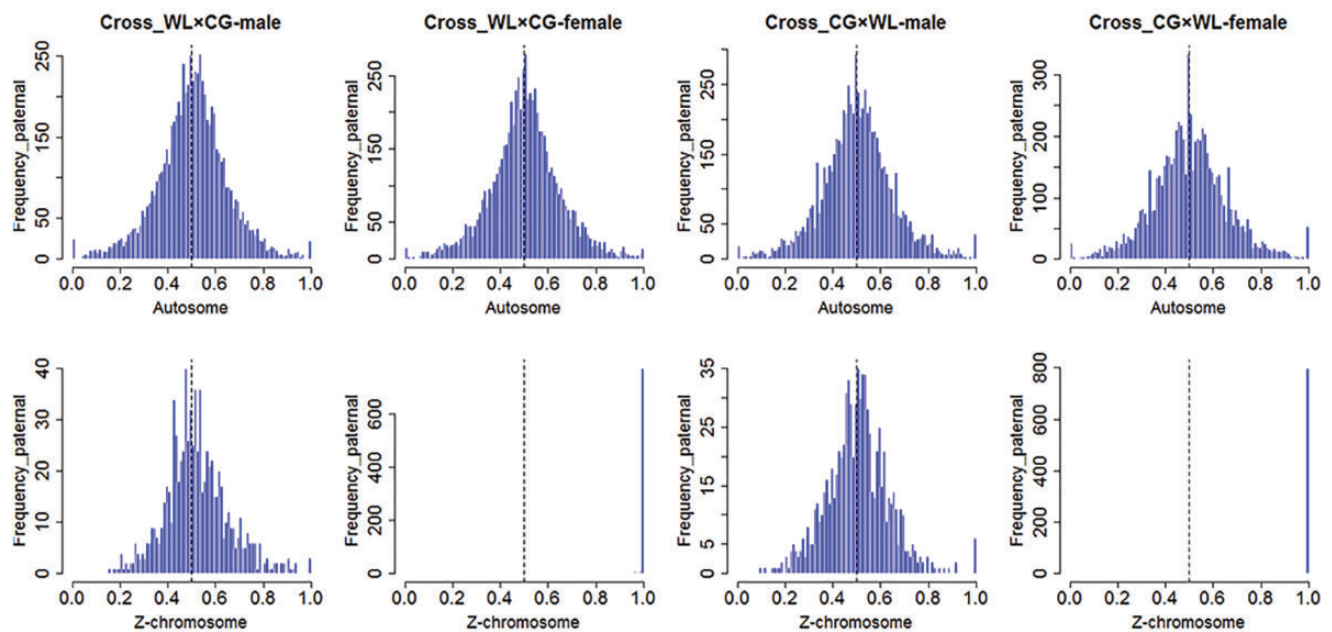 Cross_WL×CG-male
Frequency_paternal
0 50 150 250
0.0 0.2 0.4 0.6 0.8 1.0
Autosome
Cross_WL×CG-female
Frequency_paternal
0 50 150 250
0.0 0.2 0.4 0.6 0.8 1.0
Autosome
Cross_CG×WL-male
Frequency_paternal
0 50 150 250
0.0 0.2 0.4 0.6 0.8 1.0
Autosome
Cross_CG×WL-female
Frequency_paternal
0 100 200 300
0.0 0.2 0.4 0.6 0.8 1.0
Autosome
Frequency_paternal
0 10 20 30 40
0.0 0.2 0.4 0.6 0.8 1.0
Z-chromosome
Frequency_paternal
0 200 400 600
0.0 0.2 0.4 0.6 0.8 1.0
Z-chromosome
Frequency_paternal
0 5 15 25 35
0.0 0.2 0.4 0.6 0.8 1.0
Z-chromosome
Frequency_paternal
0 200 400 600 800
0.0 0.2 0.4 0.6 0.8 1.0
Z-chromosome